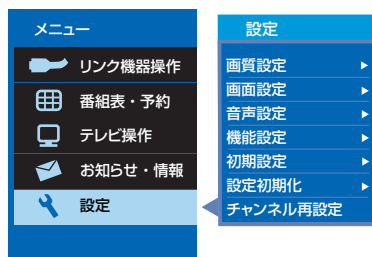 メニュー
リンク機器操作
番組表・予約
テレビ操作
お知らせ・情報
設定
設定
画質設定
画面設定
音声設定
機能設定
初期設定
設定初期化
チャンネル再設定